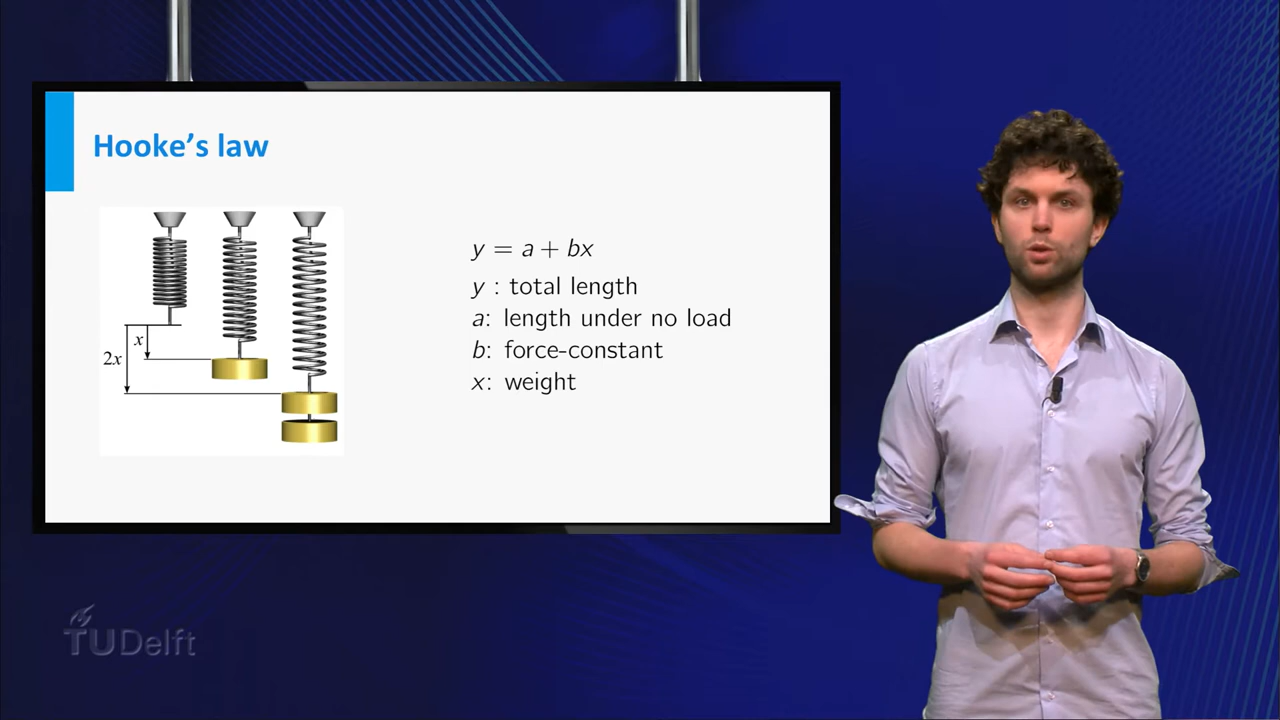 Hooke's law
x
2x
y = a + bx
y : total length
a: length under no load
b: force-constant
x: weight
TUDelft